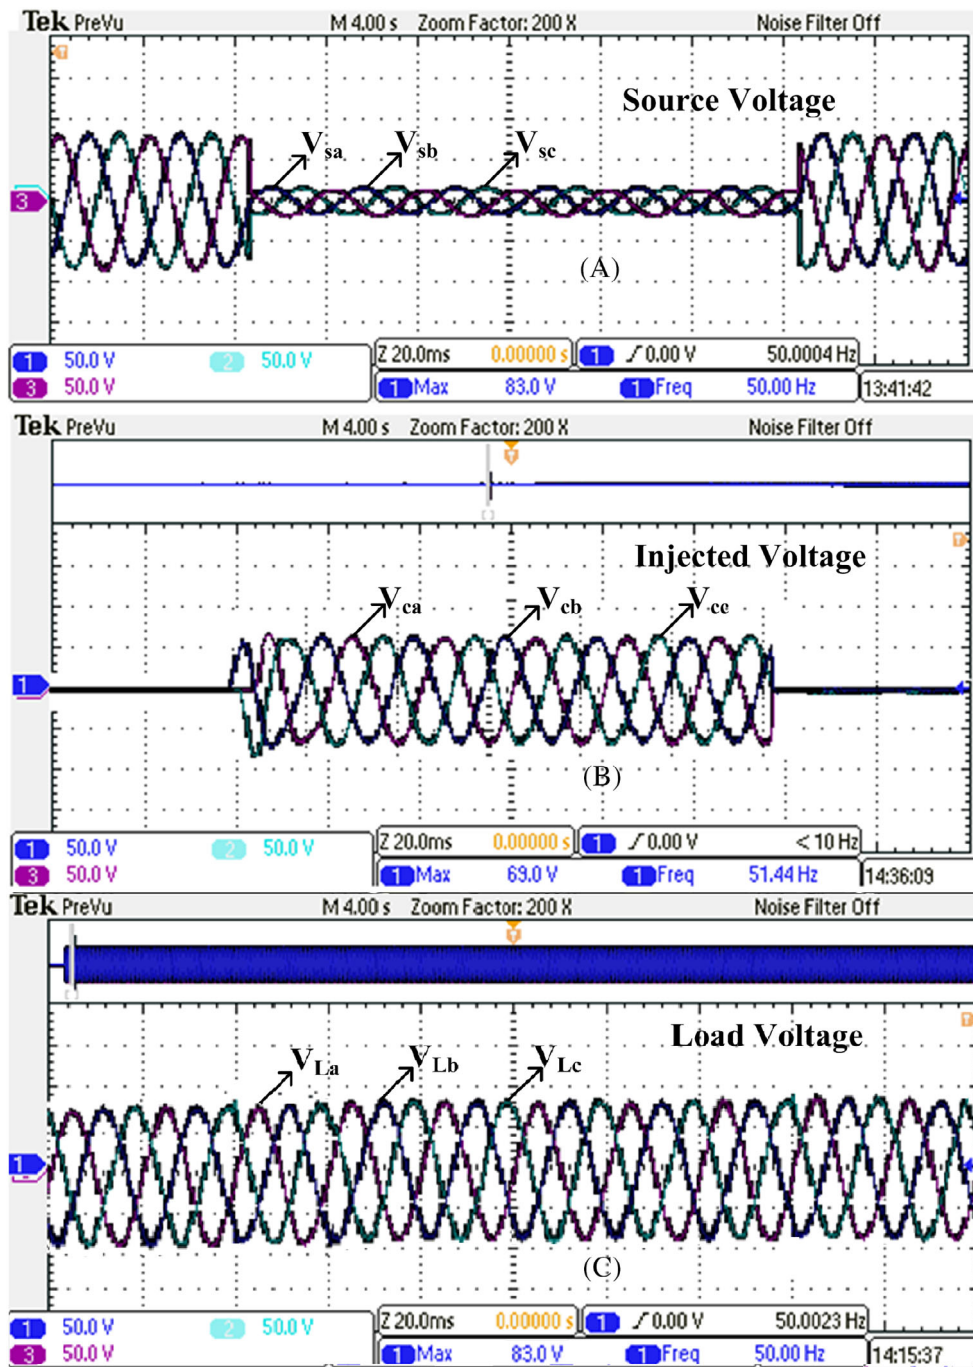 Tek PreVu M 4.00 s Zoom Factor: 200 X Noise Filter Off
T
Source Voltage
Vsa Vsb Vsc
3
(A)
1 50.0 V 2 50.0 V Z 20.0ms 0.00000 s 1 0.00 V 50.0004 Hz
3 50.0 V 1 Max 83.0 V 1 Freq 50.00 Hz 13:41:42
Tek PreVu M 4.00 s Zoom Factor: 200 X Noise Filter Off
T
T
Injected Voltage
Vca Vcb Vcc
1
(B)
1 50.0 V 2 50.0 V Z 20.0ms 0.00000 s 1 0.00 V < 10 Hz
3 50.0 V 1 Max 69.0 V 1 Freq 51.44 Hz 14:36:09
Tek PreVu M 4.00 s Zoom Factor: 200 X Noise Filter Off
T
T
Load Voltage
VLa VLb VLc
1
(C)
1 50.0 V 2 50.0 V Z 20.0ms 0.00000 s 1 0.00 V 50.0023 Hz
3 50.0 V 1 Max 83.0 V 1 Freq 50.00 Hz 14:15:37